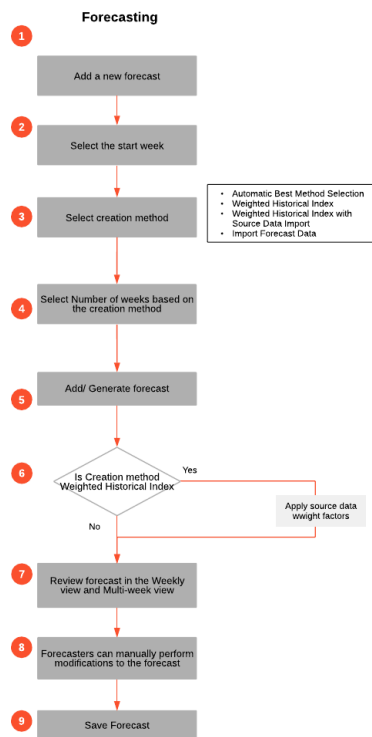 Forecasting
1
Add a new forecast
2
Select the start week
3
Select creation method
• Automatic Best Method Selection
• Weighted Historical Index
• Weighted Historical Index with
Source Data Import
• Import Forecast Data
4
Select Number of weeks based on
the creation method
5
Add/ Generate forecast
6
Is Creation method
Weighted Historical Index
Yes
Apply source data
wwight factors
No
7
Review forecast in the Weekly
view and Multi-week view
8
Forecasters can manually perform
modifications to the forecast
9
Save Forecast